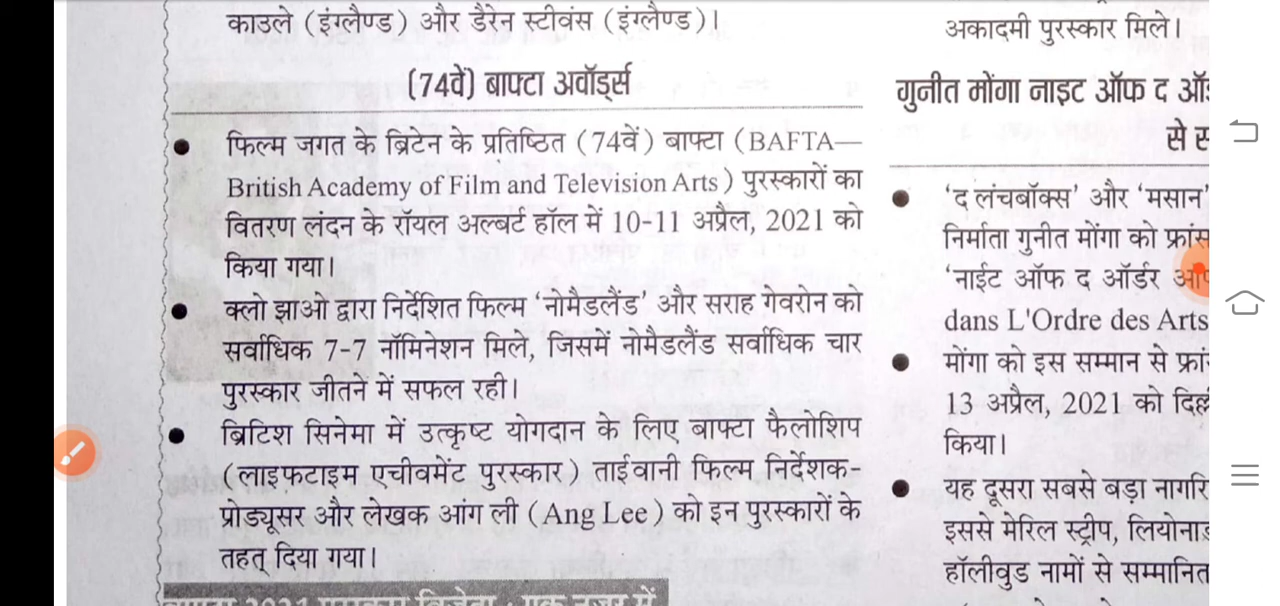 काउले (इंग्लैण्ड) और डैरेन स्टीवंस (इंग्लैण्ड)।
(74वें) बाफ्टा अवॉर्ड्स
● फिल्म जगत के ब्रिटेन के प्रतिष्ठित (74वें) बाफ्टा (BAFTA—
British Academy of Film and Television Arts) पुरस्कारों का
वितरण लंदन के रॉयल अल्बर्ट हॉल में 10-11 अप्रैल, 2021 को
किया गया।
● क्लो झाओ द्वारा निर्देशित फिल्म ‘नोमैडलैंड’ और सराह गेवरोन को
सर्वाधिक 7-7 नॉमिनेशन मिले, जिसमें नोमैडलैंड सर्वाधिक चार
पुरस्कार जीतने में सफल रही।
● ब्रिटिश सिनेमा में उत्कृष्ट योगदान के लिए बाफ्टा फैलोशिप
(लाइफटाइम एचीवमेंट पुरस्कार) ताईवानी फिल्म निर्देशक-
प्रोड्यूसर और लेखक आंग ली (Ang Lee) को इन पुरस्कारों के
तहत् दिया गया।
अकादमी पुरस्कार मिले।
गुनीत मोंगा नाइट ऑफ द
से
● ‘द लंचबॉक्स’ और ‘मसान’
निर्माता गुनीत मोंगा को फ्रांस
‘नाईट ऑफ द ऑर्डर
dans L'Ordre des Arts
● मोंगा को इस सम्मान से
13 अप्रैल, 2021 को
किया।
● यह दूसरा सबसे बड़ा
इससे मेरिल स्ट्रीप,
हॉलीवुड नामों से सम्मानित